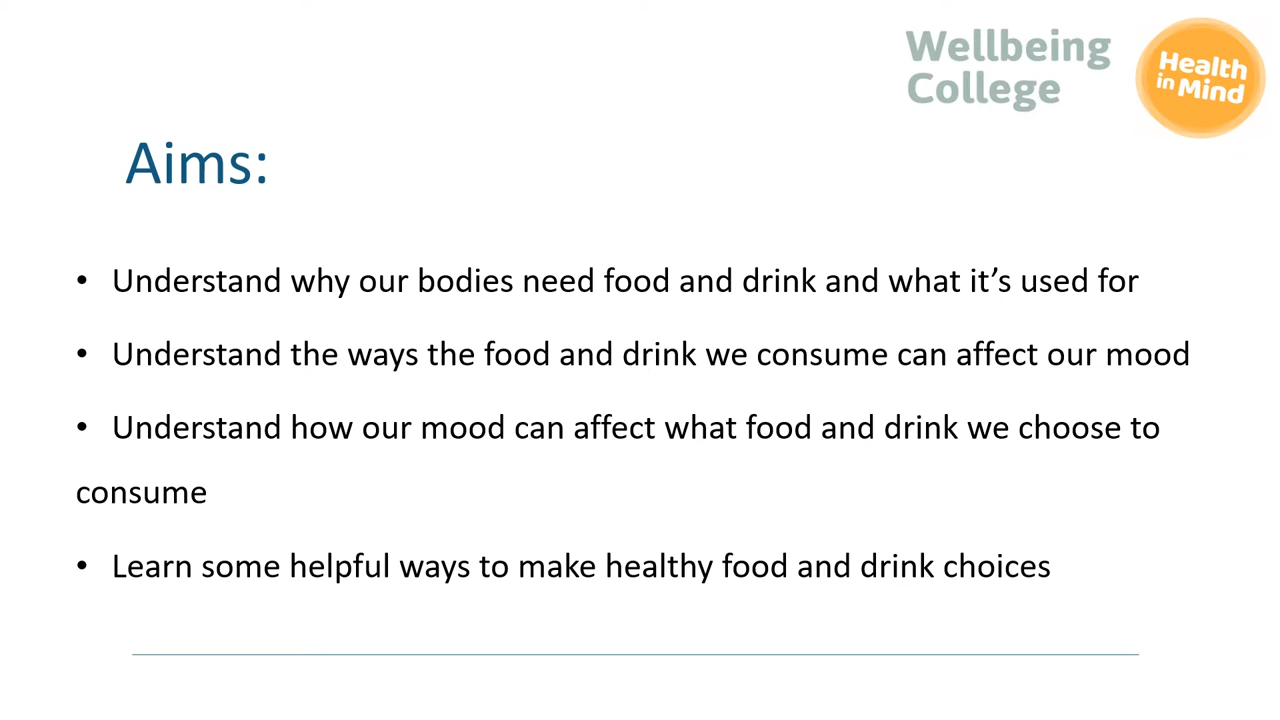 Wellbeing
College
Health
in Mind
Aims:
• Understand why our bodies need food and drink and what it’s used for
• Understand the ways the food and drink we consume can affect our mood
• Understand how our mood can affect what food and drink we choose to
consume
• Learn some helpful ways to make healthy food and drink choices